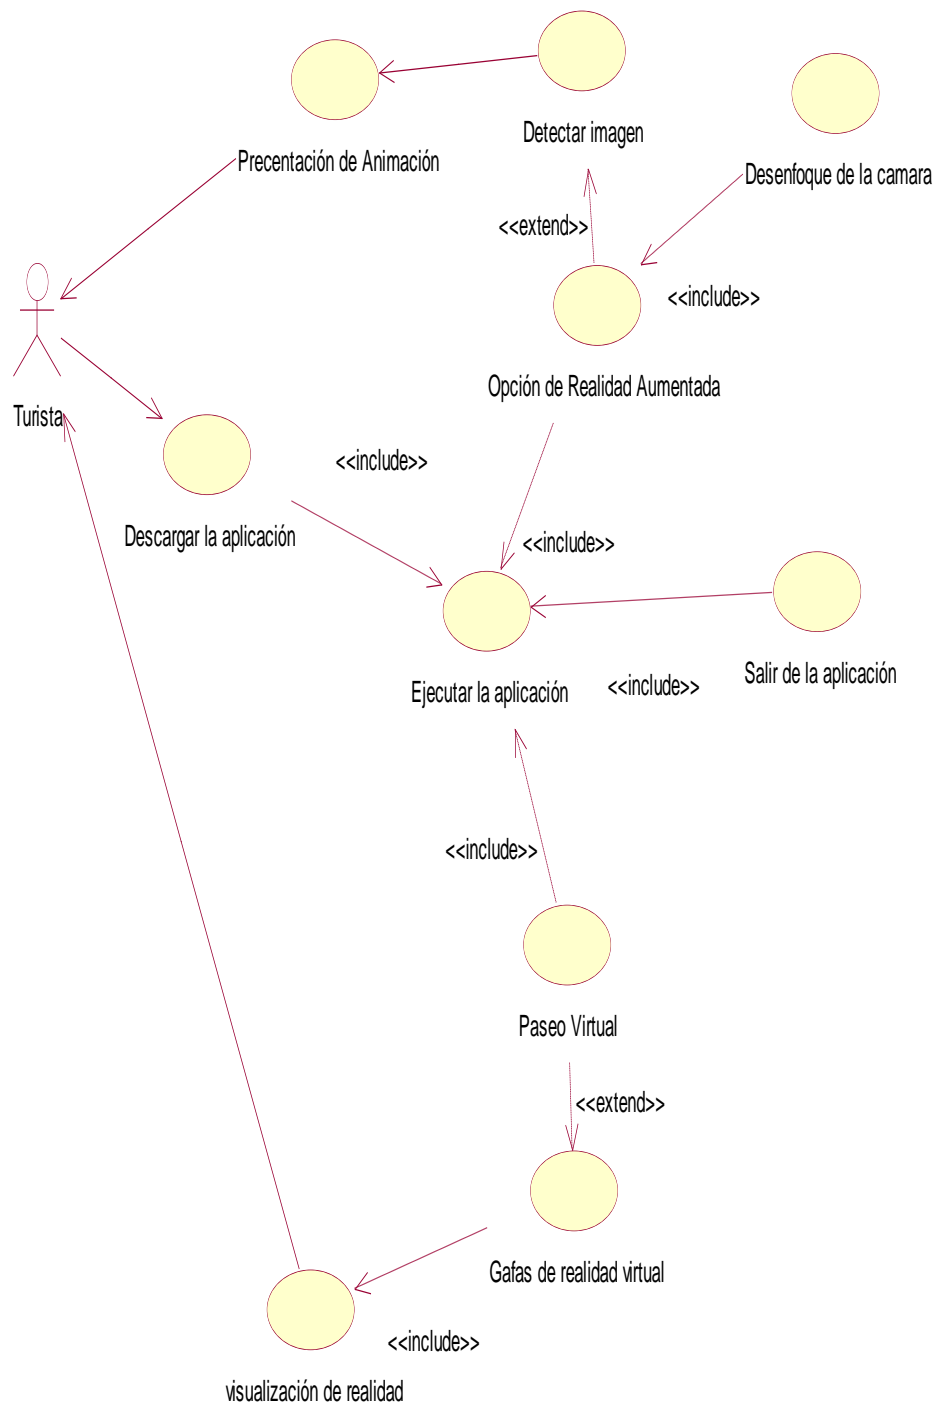 Detectar imagen
Precentación de Animación
Desenfoque de la camara
<<extend>>
<<include>>
Opción de Realidad Aumentada
Turista
<<include>>
Descargar la aplicación
<<include>>
Salir de la aplicación
Ejecutar la aplicación
<<include>>
<<include>>
Paseo Virtual
<<extend>>
Gafas de realidad virtual
<<include>>
visualización de realidad